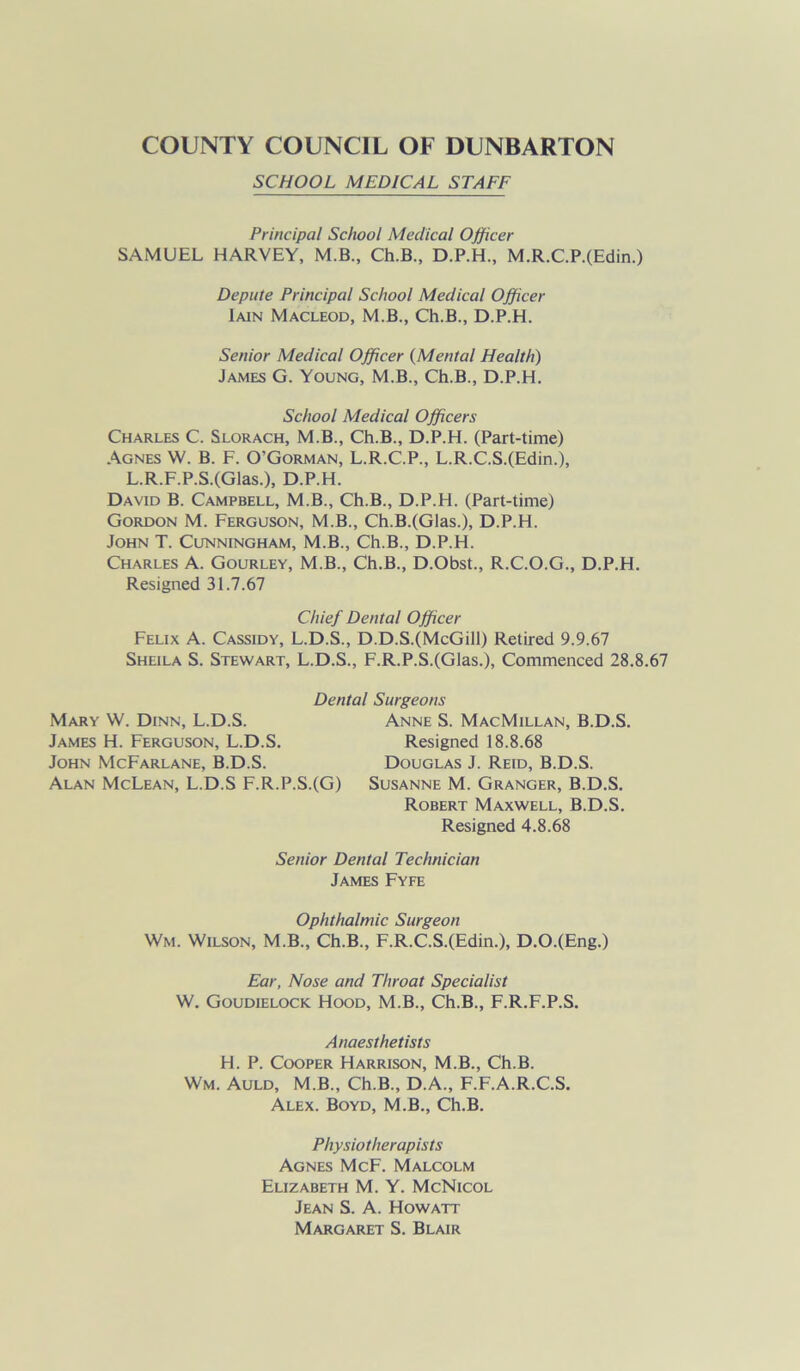 COUNTY COUNCIL OF DUNBARTON
SCHOOL MEDICAL STAFF
Principal School Medical Officer
SAMUEL HARVEY, M.B., Ch.B., D.P.H., M.R.C.P.(Edin.)
Depute Principal School Medical Officer
IAIN MACLEOD, M.B., Ch.B., D.P.H.
Senior Medical Officer (Mental Health)
JAMES G. YOUNG, M.B., Ch.B., D.P.H.
School Medical Officers
CHARLES C. SLORACH, M.B., Ch.B., D.P.H. (Part-time)
AGNES W. B. F. O'GORMAN, L.R.C.P., L.R.C.S.(Edin.),
L.R.F.P.S.(Glas.), D.P.H.
DAVID B. CAMPBELL, M.B., Ch.B., D.P.H. (Part-time)
GORDON M. FERGUSON, M.B., Ch.B.(Glas.), D.P.H.
JOHN T. CUNNINGHAM, M.B., Ch.B., D.P.H.
CHARLES A. GOURLEY, M.B., Ch.B., D.Obst., R.C.O.G., D.P.H.
Resigned 31.7.67
Chief Dental Officer
FELIX A. CASSIDY, L.D.S., D.D.S.(McGill) Retired 9.9.67
SHEILA S. STEWART, L.D.S., F.R.P.S.(Glas.), Commenced 28.8.67
Dental Surgeons
MARY W. DINN, L.D.S.
JAMES H. FERGUSON, L.D.S.
JOHN MCFARLANE, B.D.S.
ALAN MCLEAN, L.D.S F.R.P.S.(G)
ANNE S. MACMILLAN, B.D.S.
Resigned 18.8.68
DOUGLAS J. REID, B.D.S.
SUSANNE M. GRANGER, B.D.S.
ROBERT MAXWELL, B.D.S.
Resigned 4.8.68
Senior Dental Technician
JAMES FYFE
Ophthalmic Surgeon
WM. WILSON, M.B., Ch.B., F.R.C.S.(Edin.), D.O.(Eng.)
Ear, Nose and Throat Specialist
W. GOUDIELOCK HOOD, M.B., Ch.B., F.R.F.P.S.
Anaesthetists
H. P. COOPER HARRISON, M.B., Ch.B.
WM. AULD, M.B., Ch.B., D.A., F.F.A.R.C.S.
ALEX. BOYD, M.B., Ch.B.
Physiotherapists
AGNES MCF. MALCOLM
ELIZABETH M. Y. MCNICOL
JEAN S. A. HOWATT
MARGARET S. BLAIR